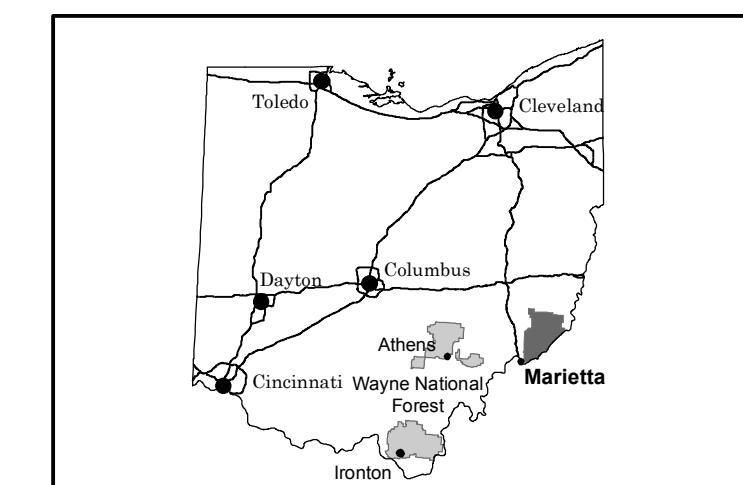 Toledo
Cleveland
Dayton
Columbus
Athens
Marietta
Cincinnati
Wayne National
Forest
Ironton